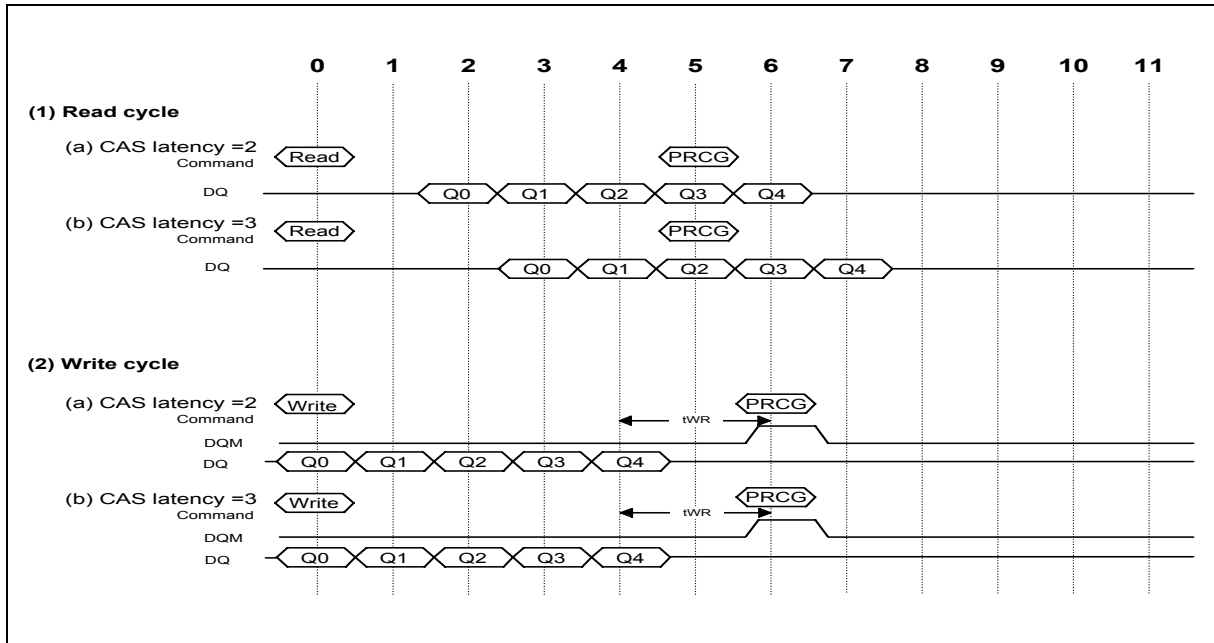 0 1 2 3 4 5 6 7 8 9 10 11
(1) Read cycle
(a) CAS latency =2
Command Read PRCG
DQ Q0 Q1 Q2 Q3 Q4
(b) CAS latency =3
Command Read PRCG
DQ Q0 Q1 Q2 Q3 Q4
(2) Write cycle
(a) CAS latency =2 Write PRCG
Command tWR
DQM
DQ Q0 Q1 Q2 Q3 Q4
(b) CAS latency =3 Write PRCG
Command tWR
DQM
DQ Q0 Q1 Q2 Q3 Q4